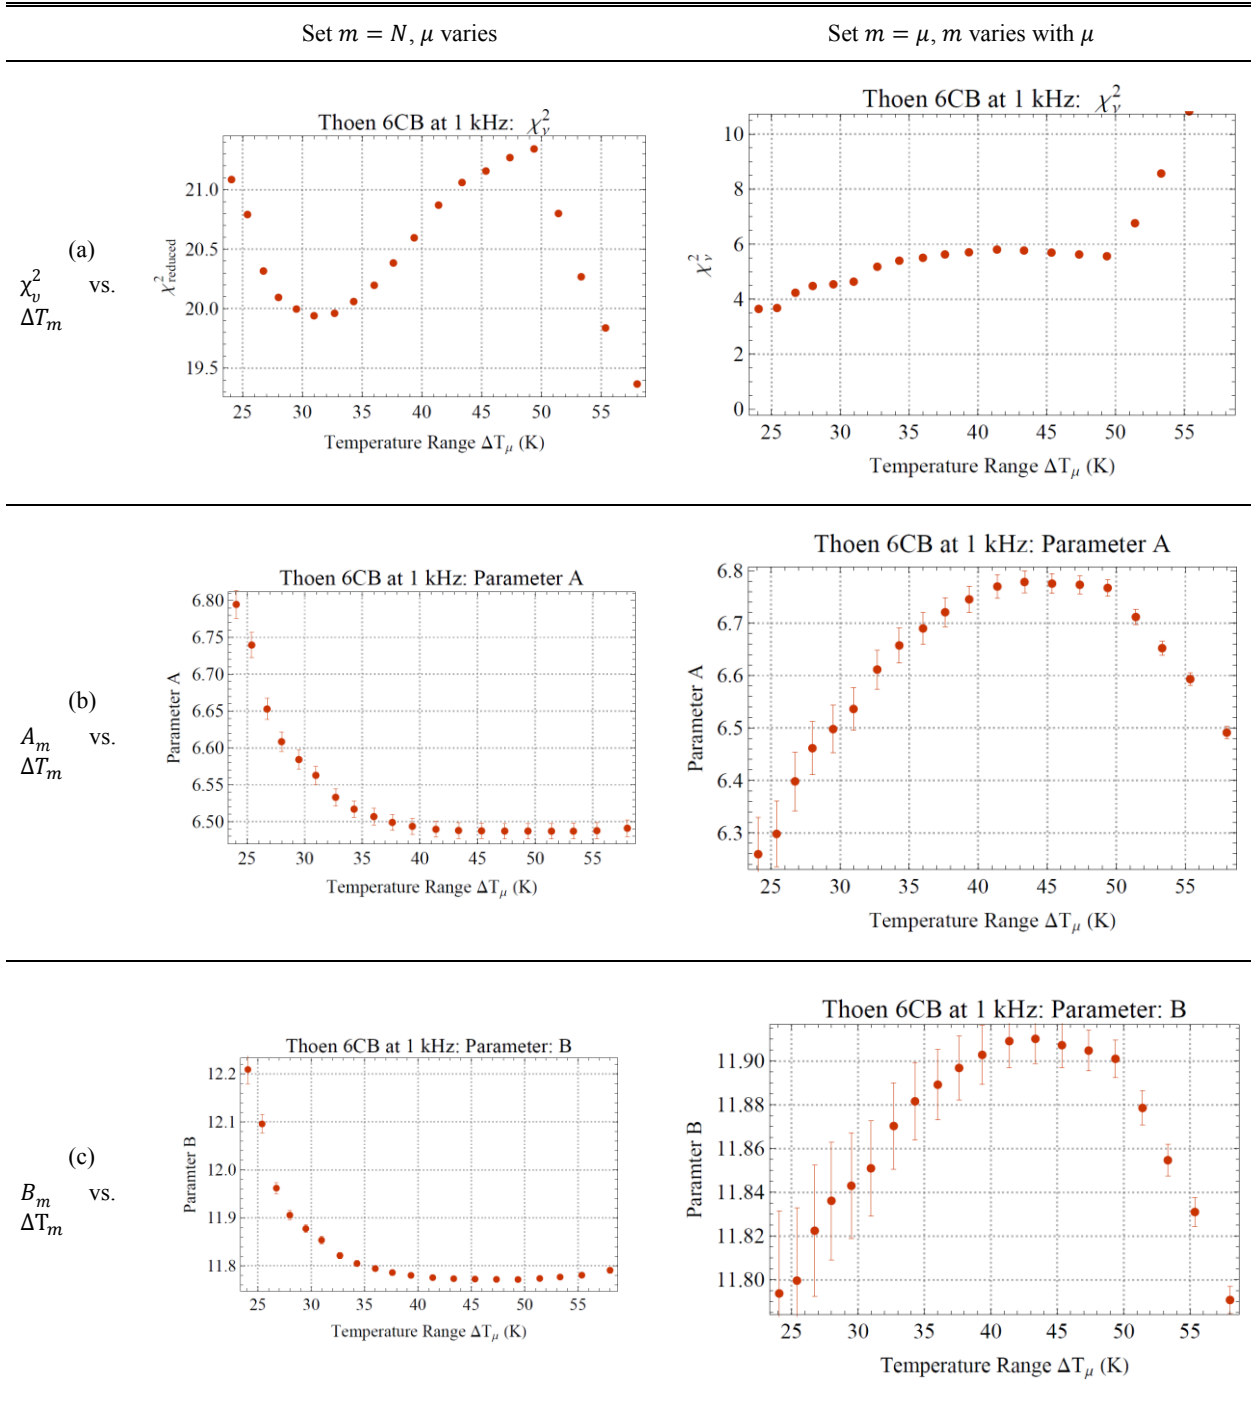 Set m = N, μ varies
Set m = μ, m varies with μ
(a)
χ²ᵥ vs.
ΔTₘ
Thoen 6CB at 1 kHz: χ²ᵥ
χ²reduced
21.0
20.5
20.0
19.5
25 30 35 40 45 50 55
Temperature Range ΔTμ (K)
Thoen 6CB at 1 kHz: χ²ᵥ
χ²ᵥ
10
8
6
4
2
0
25 30 35 40 45 50 55
Temperature Range ΔTμ (K)
(b)
Aₘ vs.
ΔTₘ
Thoen 6CB at 1 kHz: Parameter A
Parameter A
6.80
6.75
6.70
6.65
6.60
6.55
6.50
25 30 35 40 45 50 55
Temperature Range ΔTμ (K)
Thoen 6CB at 1 kHz: Parameter A
Parameter A
6.8
6.7
6.6
6.5
6.4
6.3
25 30 35 40 45 50 55
Temperature Range ΔTμ (K)
(c)
Bₘ vs.
ΔTₘ
Thoen 6CB at 1 kHz: Parameter: B
Paramter B
12.2
12.1
12.0
11.9
11.8
25 30 35 40 45 50 55
Temperature Range ΔTμ (K)
Thoen 6CB at 1 kHz: Parameter: B
Paramter B
11.90
11.88
11.86
11.84
11.82
11.80
25 30 35 40 45 50 55
Temperature Range ΔTμ (K)